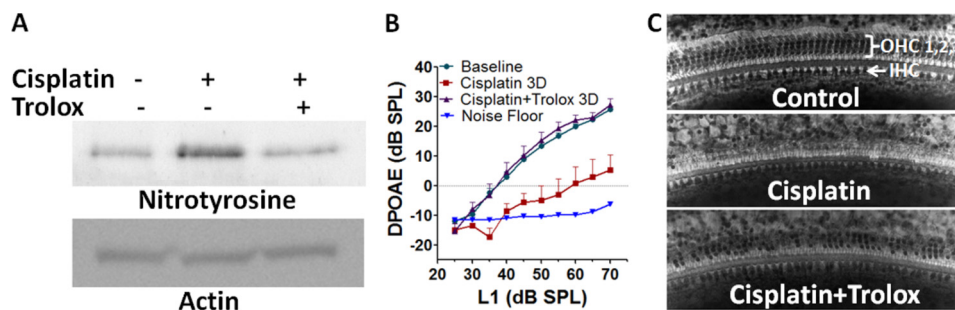 A
Cisplatin - + +
Trolox - - +
Nitrotyrosine
Actin
B
DPOAE (dB SPL)
40
30
20
10
0
-10
-20
20 30 40 50 60 70
L1 (dB SPL)
Baseline
Cisplatin 3D
Cisplatin+Trolox 3D
Noise Floor
C
OHC 1,2,
IHC
Control
Cisplatin
Cisplatin+Trolox